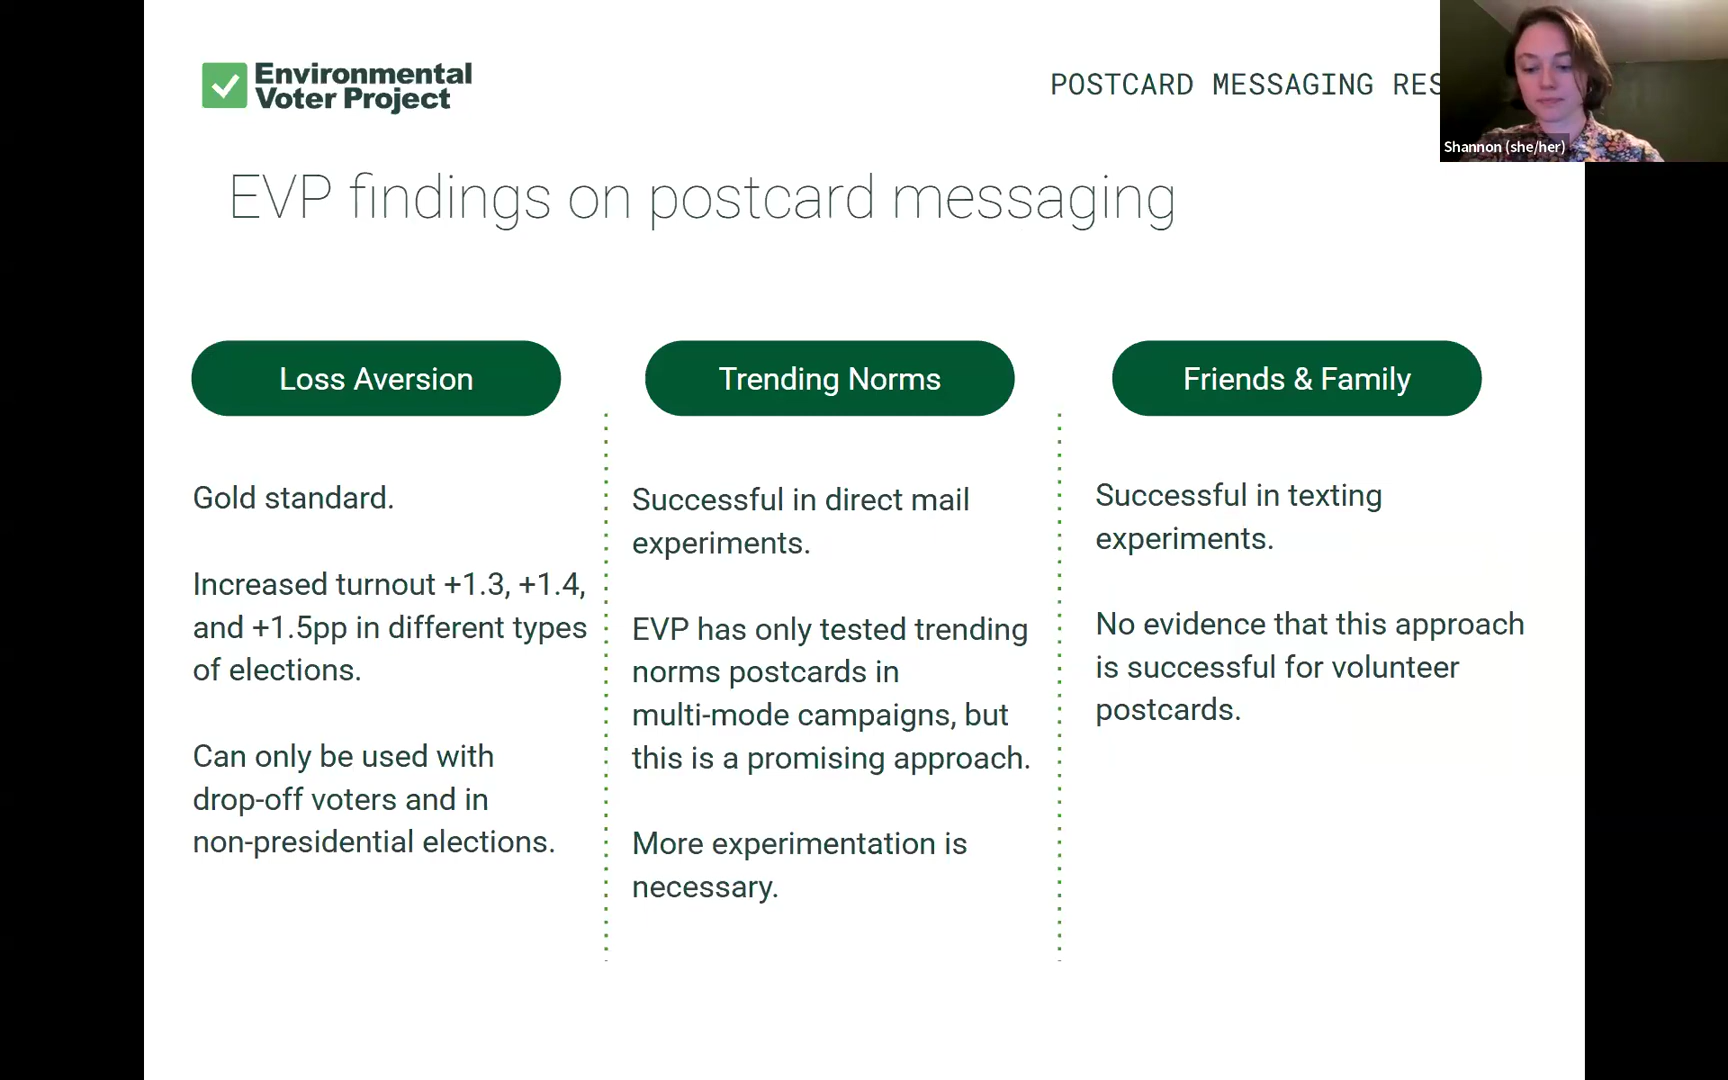 Environmental
Voter Project
POSTCARD MESSAGING
Shannon (she/her)
EVP findings on postcard messaging
Loss Aversion
Gold standard.
Increased turnout +1.3, +1.4,
and +1.5pp in different types
of elections.
Can only be used with
drop-off voters and in
non-presidential elections.
Trending Norms
Successful in direct mail
experiments.
EVP has only tested trending
norms postcards in
multi-mode campaigns, but
this is a promising approach.
More experimentation is
necessary.
Friends & Family
Successful in texting
experiments.
No evidence that this approach
is successful for volunteer
postcards.